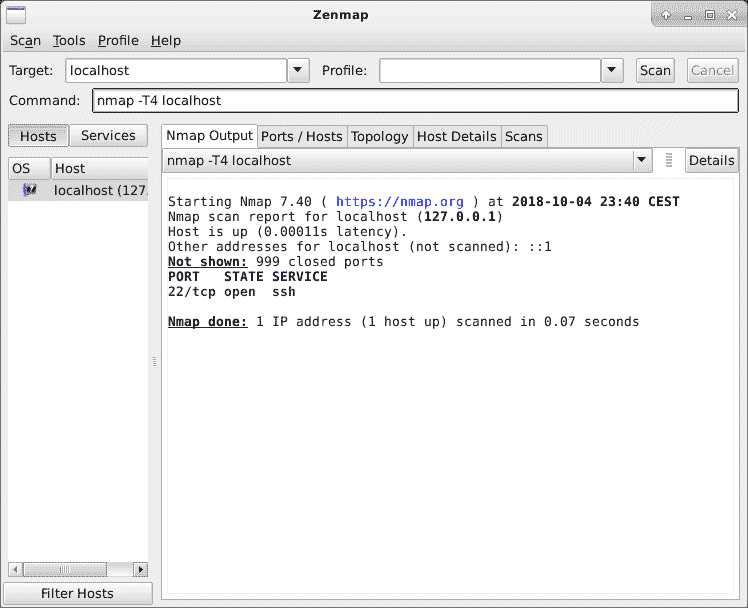 Zenmap
Scan Tools Profile Help
Target: localhost Profile: Scan Cancel
Command: nmap -T4 localhost
Hosts Services
Nmap Output Ports / Hosts Topology Host Details Scans
OS Host
nmap -T4 localhost Details
localhost (127.
Starting Nmap 7.40 ( https://nmap.org ) at 2018-10-04 23:40 CEST
Nmap scan report for localhost (127.0.0.1)
Host is up (0.00011s latency).
Other addresses for localhost (not scanned): ::1
Not shown: 999 closed ports
PORT   STATE SERVICE
22/tcp open  ssh
Nmap done: 1 IP address (1 host up) scanned in 0.07 seconds
Filter Hosts